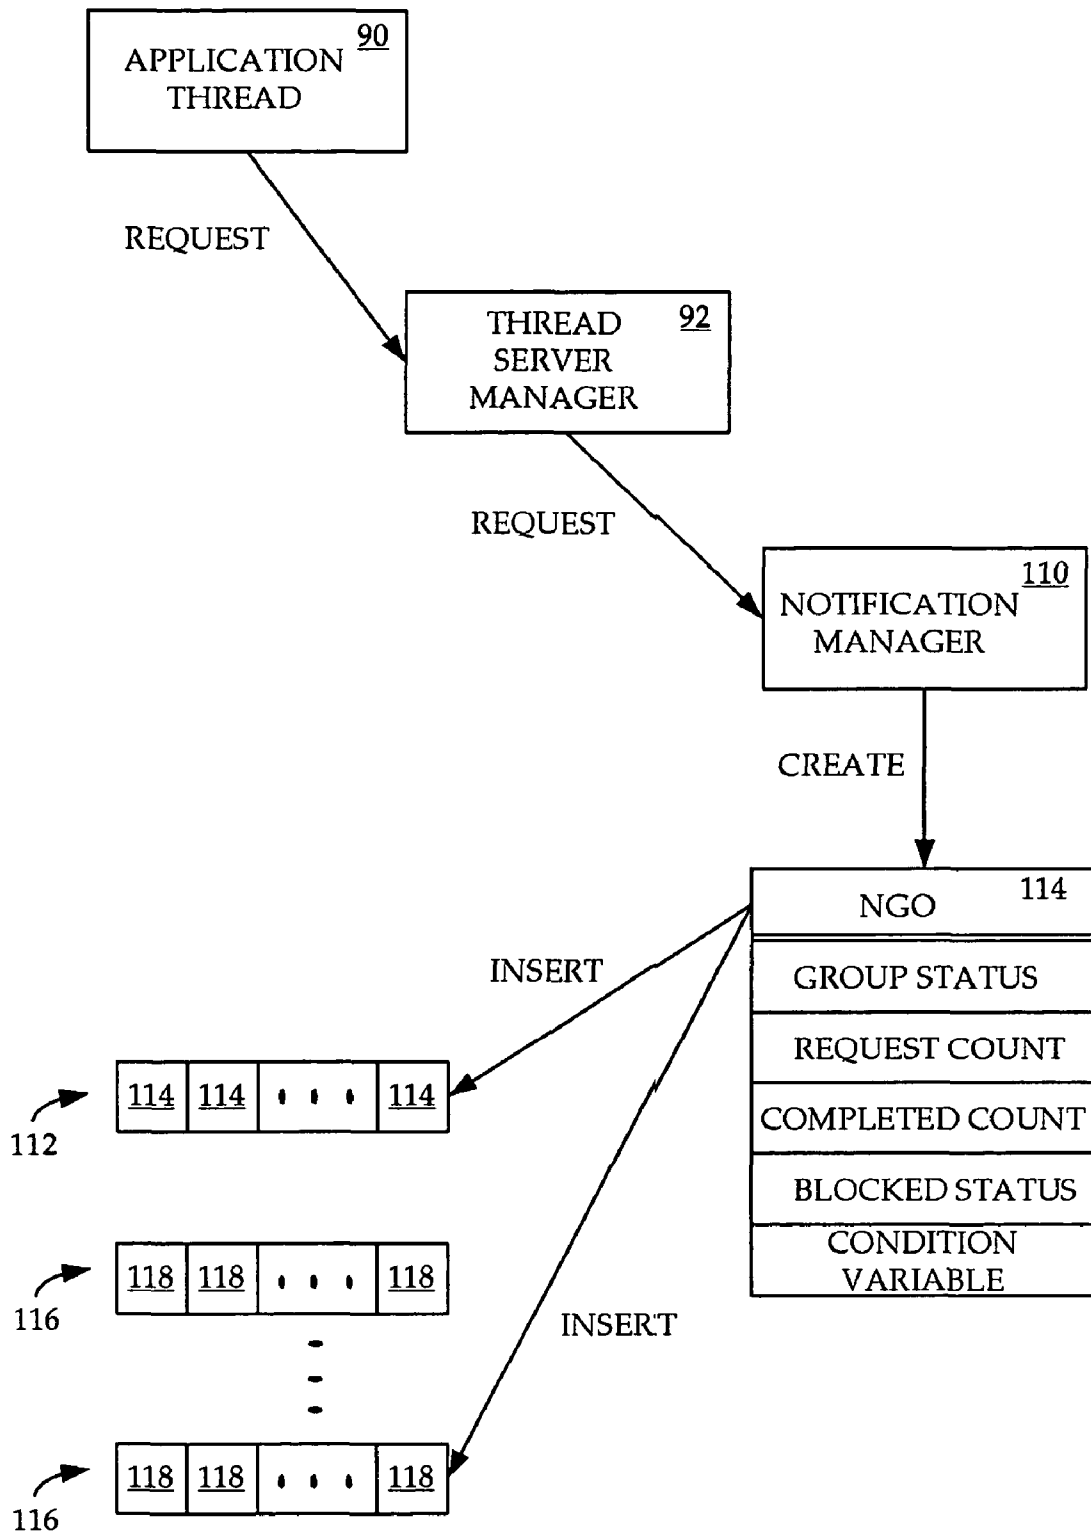 90
APPLICATION
THREAD
REQUEST
92
THREAD
SERVER
MANAGER
REQUEST
110
NOTIFICATION
MANAGER
CREATE
NGO 114
GROUP STATUS
REQUEST COUNT
COMPLETED COUNT
BLOCKED STATUS
CONDITION
VARIABLE
INSERT
114 114 114
112
118 118 118
116
INSERT
118 118 118
116